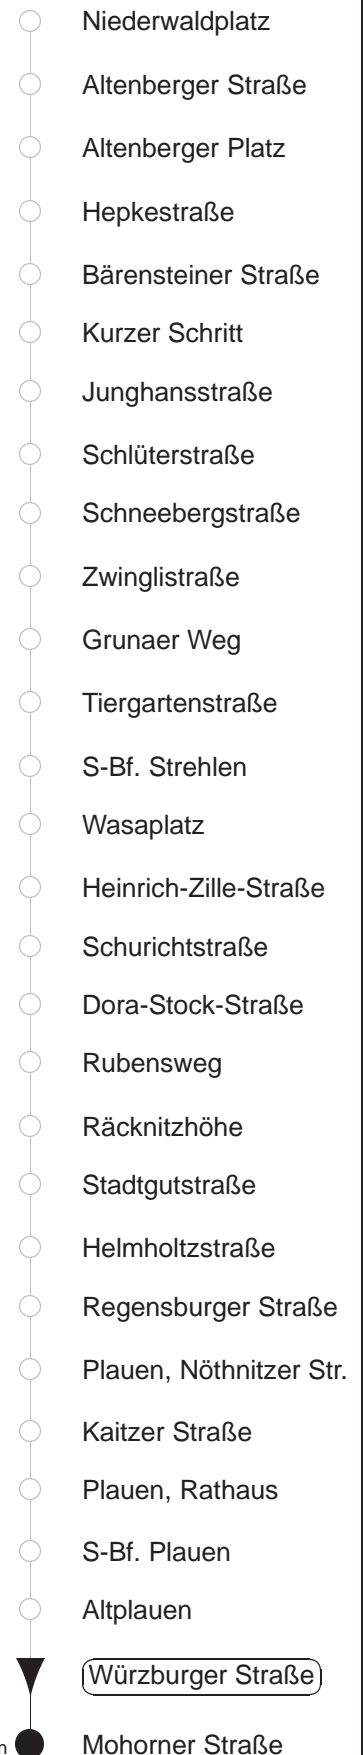 Niederwaldplatz
Altenberger Straße
Altenberger Platz
Hepkestraße
Bärensteiner Straße
Kurzer Schritt
Junghansstraße
Schlüterstraße
Schneebergstraße
Zwinglistraße
Grunaer Weg
Tiergartenstraße
S-Bf. Strehlen
Wasaplatz
Heinrich-Zille-Straße
Schurichtstraße
Dora-Stock-Straße
Rubensweg
Räcknitzhöhe
Stadtgutstraße
Helmholtzstraße
Regensburger Straße
Plauen, Nöthnitzer Str.
Kaitzer Straße
Plauen, Rathaus
S-Bf. Plauen
Altplauen
Würzburger Straße
Mohorner Straße